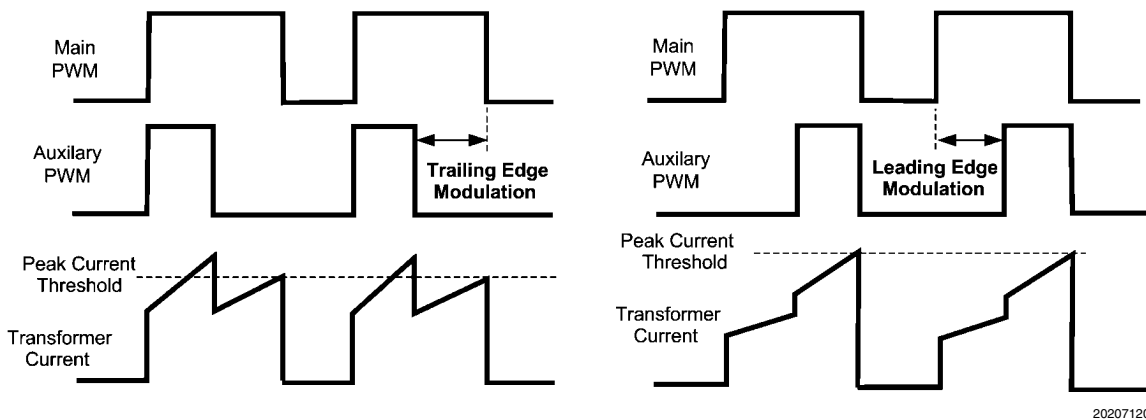 Main
PWM
Auxilary
PWM
Trailing Edge
Modulation
Peak Current
Threshold
Transformer
Current
Main
PWM
Auxilary
PWM
Leading Edge
Modulation
Peak Current
Threshold
Transformer
Current
20207120